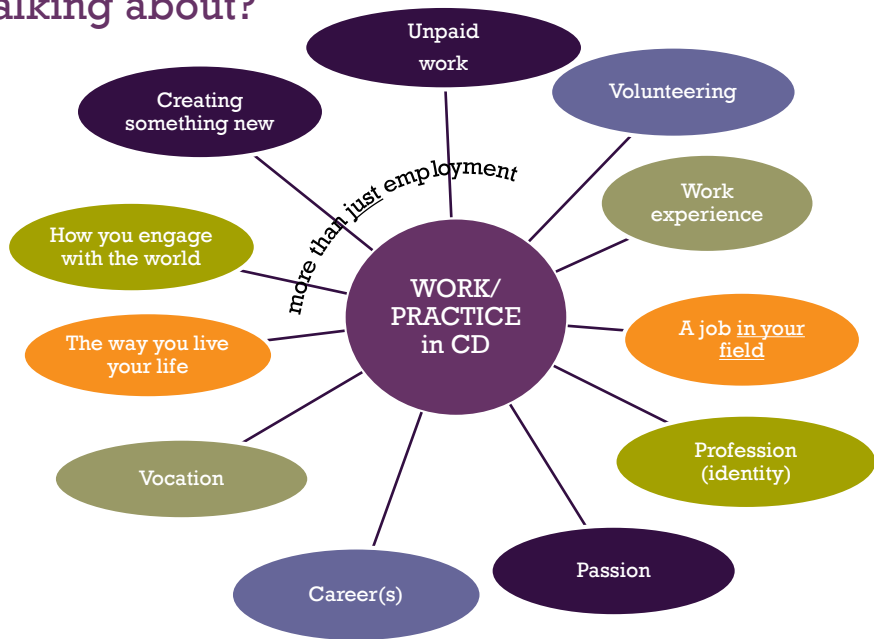 alking about?
Unpaid
work
Volunteering
Creating
something new
more than just employment
Work
experience
How you engage
with the world
WORK/
PRACTICE
in CD
A job in your
field
The way you live
your life
Profession
(identity)
Vocation
Passion
Career(s)